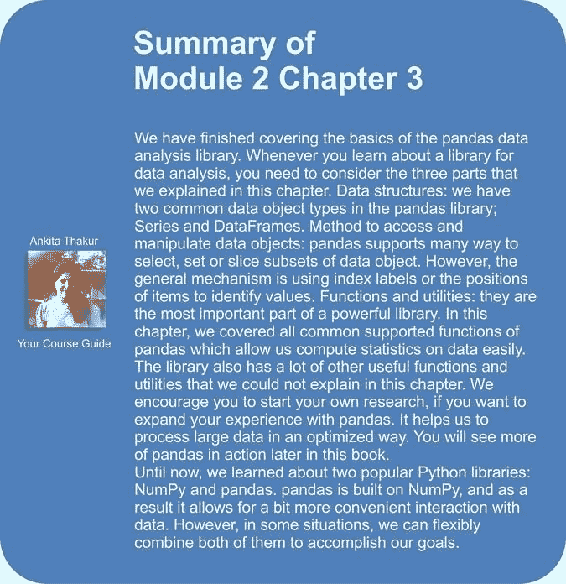 Summary of
Module 2 Chapter 3
We have finished covering the basics of the pandas data
analysis library. Whenever you learn about a library for
data analysis, you need to consider the three parts that
we explained in this chapter. Data structures: we have
two common data object types in the pandas library;
Series and DataFrames. Method to access and
manipulate data objects: pandas supports many way to
select, set or slice subsets of data object. However, the
general mechanism is using index labels or the positions
of items to identify values. Functions and utilities: they are
the most important part of a powerful library. In this
chapter, we covered all common supported functions of
pandas which allow us compute statistics on data easily.
The library also has a lot of other useful functions and
utilities that we could not explain in this chapter. We
encourage you to start your own research, if you want to
expand your experience with pandas. It helps us to
process large data in an optimized way. You will see more
of pandas in action later in this book.
Until now, we learned about two popular Python libraries:
NumPy and pandas. pandas is built on NumPy, and as a
result it allows for a bit more convenient interaction with
data. However, in some situations, we can flexibly
combine both of them to accomplish our goals.
Ankita Thakur
Your Course Guide